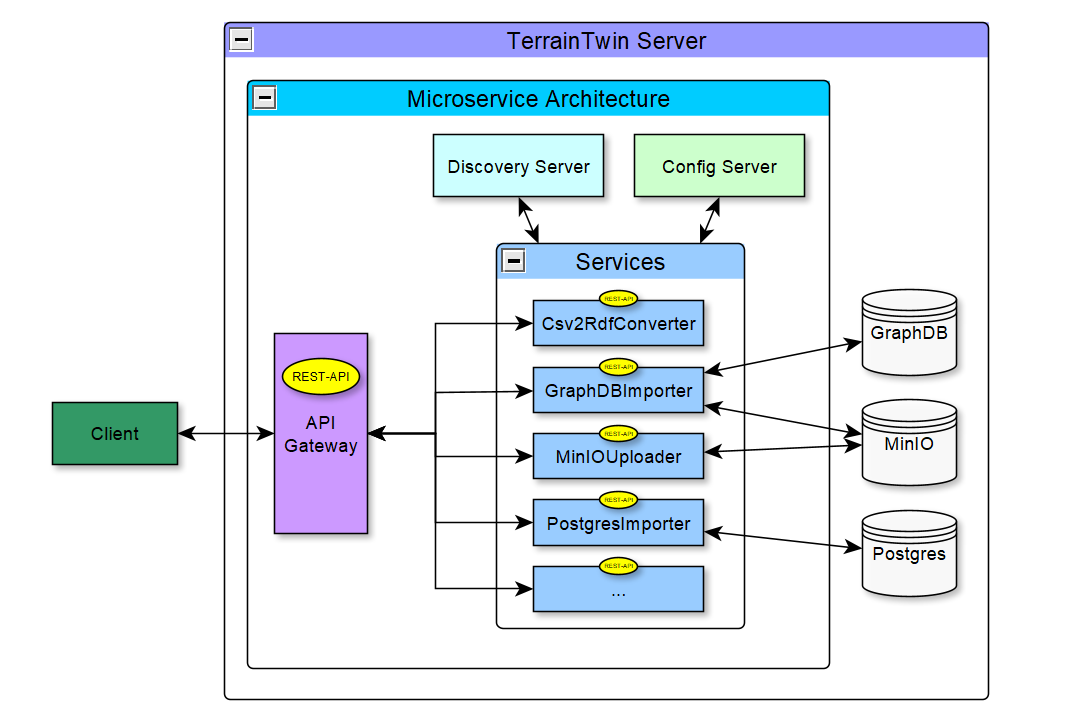 TerrainTwin Server
Microservice Architecture
Discovery Server
Config Server
Services
REST-API
Csv2RdfConverter
REST-API
GraphDBImporter
REST-API
MinIOUploader
REST-API
PostgresImporter
REST-API
...
REST-API
API
Gateway
Client
GraphDB
MinIO
Postgres